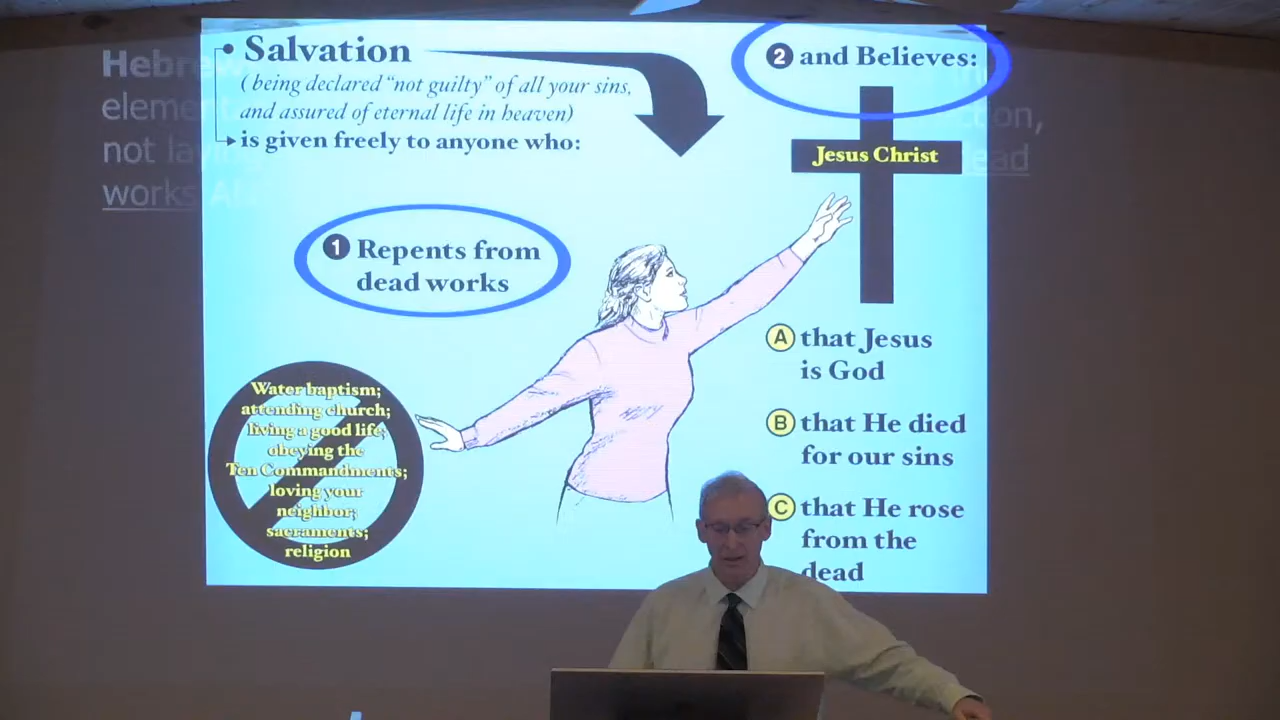 Salvation
( being declared “not guilty” of all your sins,
and assured of eternal life in heaven)
is given freely to anyone who:
1 Repents from
dead works
2 and Believes:
Jesus Christ
A that Jesus
is God
B that He died
for our sins
C that He rose
from the
dead
Water baptism;
attending church;
living a good life;
obeying the
Ten Commandments;
loving your
neighbor;
sacraments;
religion
not
works